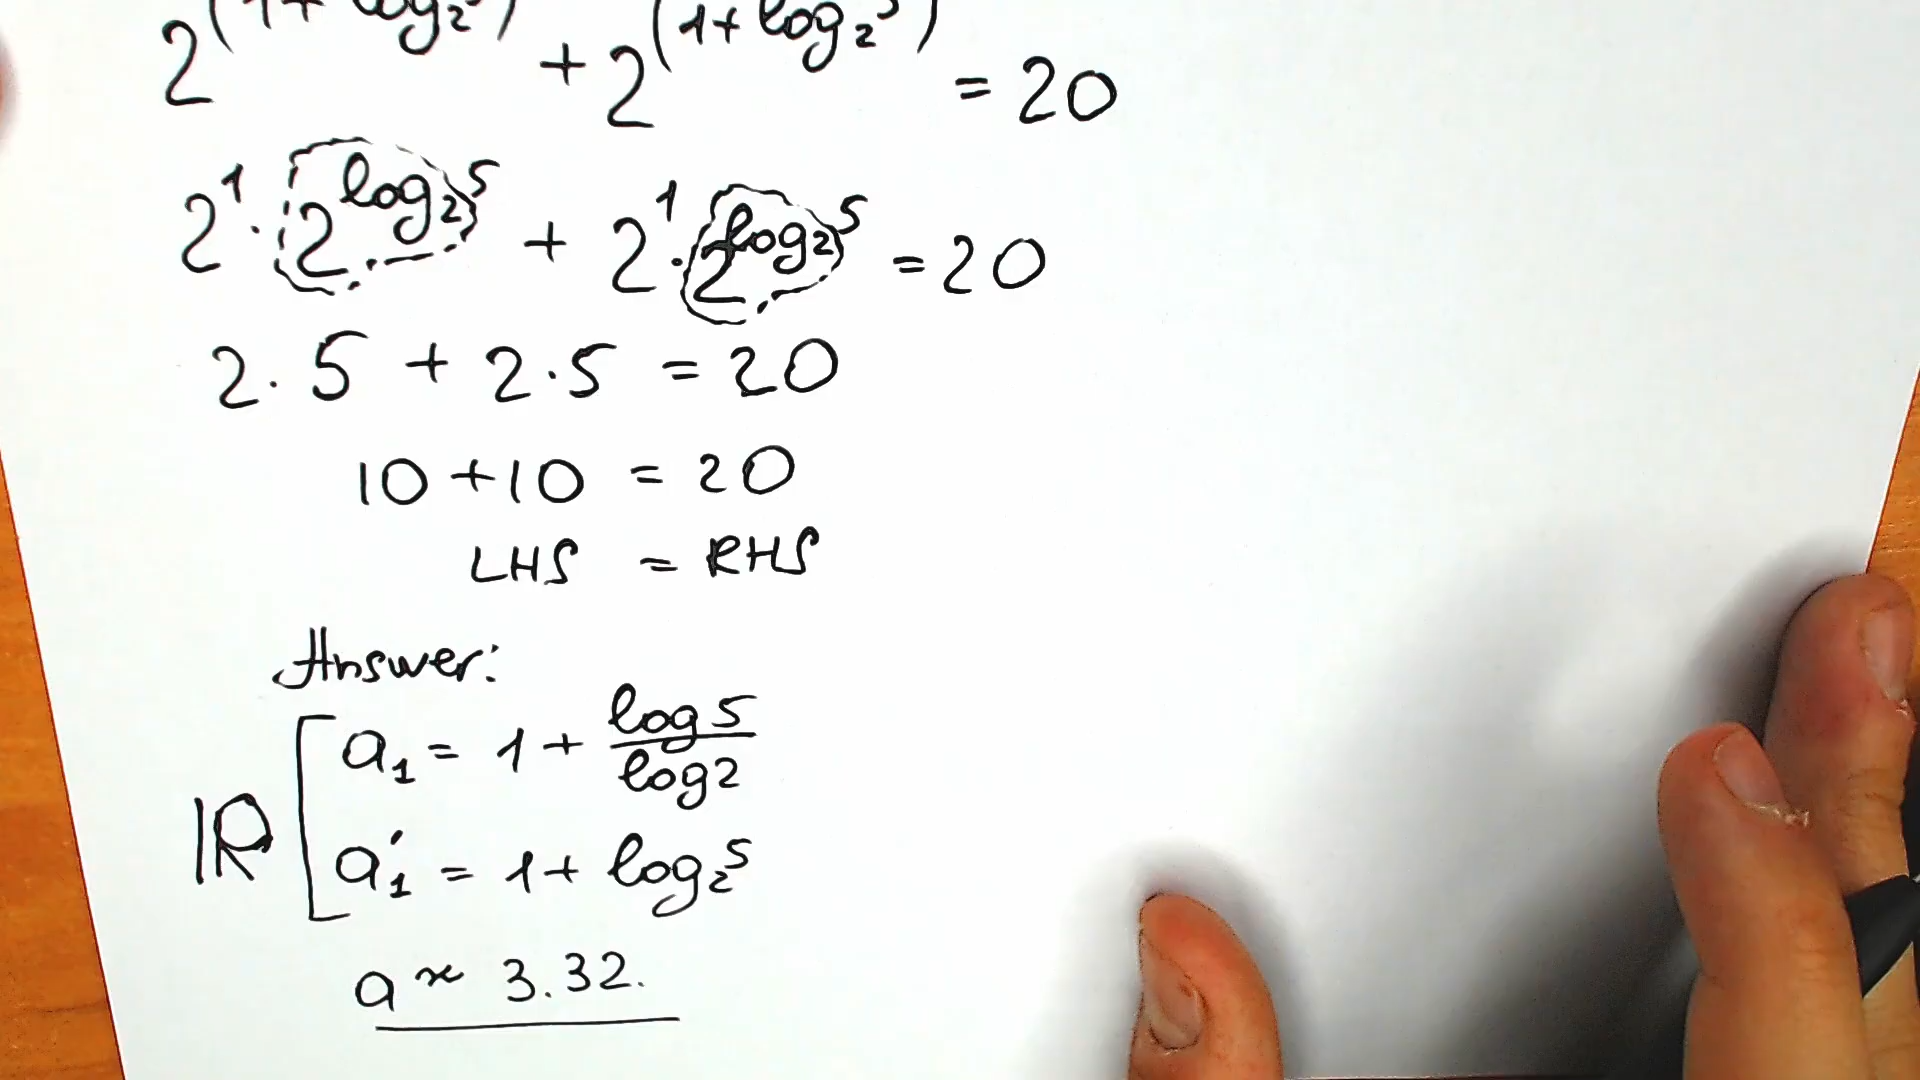 2^(1+log₂5) + 2^(1+log₂5) = 20
2¹·2^log₂5 + 2¹·2^log₂5 = 20
2·5 + 2·5 = 20
10+10 = 20
LHS = RHS
Answer:
a₁ = 1 + log5/log2
ℝ
a₁' = 1 + log₂5
a ≈ 3.32.